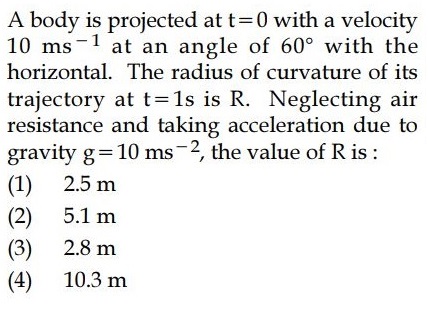 A body is projected at t=0 with a velocity
10 ms⁻¹ at an angle of 60° with the
horizontal. The radius of curvature of its
trajectory at t=1s is R. Neglecting air
resistance and taking acceleration due to
gravity g=10 ms⁻², the value of R is :
(1) 2.5 m
(2) 5.1 m
(3) 2.8 m
(4) 10.3 m